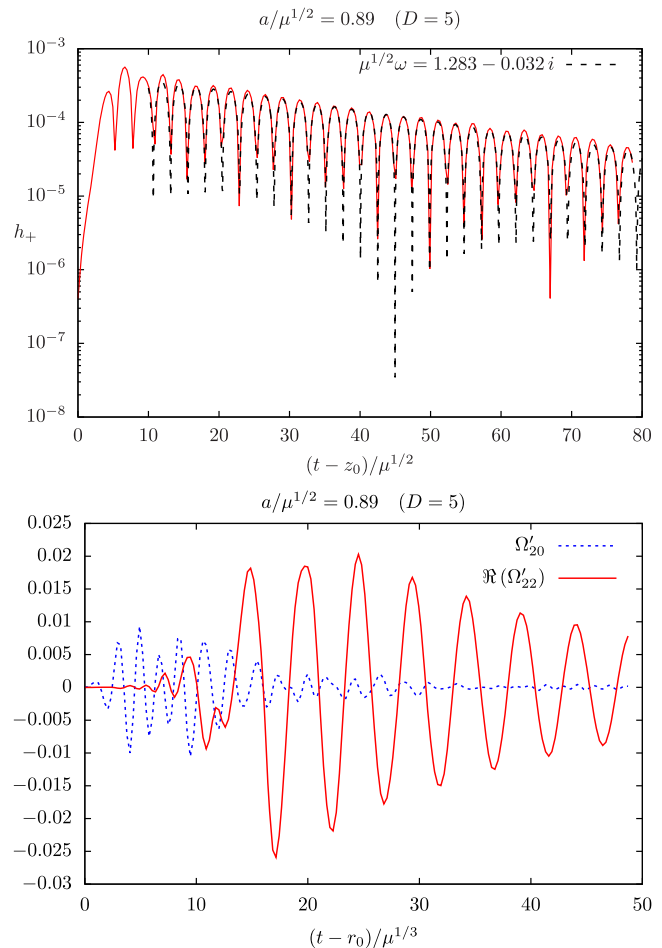 a/μ^{1/2} = 0.89 (D = 5)
10^{−3}
μ^{1/2}ω = 1.283 − 0.032 i
10^{−4}
10^{−5}
h_+
10^{−6}
10^{−7}
10^{−8}
0 10 20 30 40 50 60 70 80
(t − z_0)/μ^{1/2}
a/μ^{1/2} = 0.89 (D = 5)
0.025
Ω′_{20}
0.02
ℜ(Ω′_{22})
0.015
0.01
0.005
0
−0.005
−0.01
−0.015
−0.02
−0.025
−0.03
0 10 20 30 40 50
(t − r_0)/μ^{1/3}